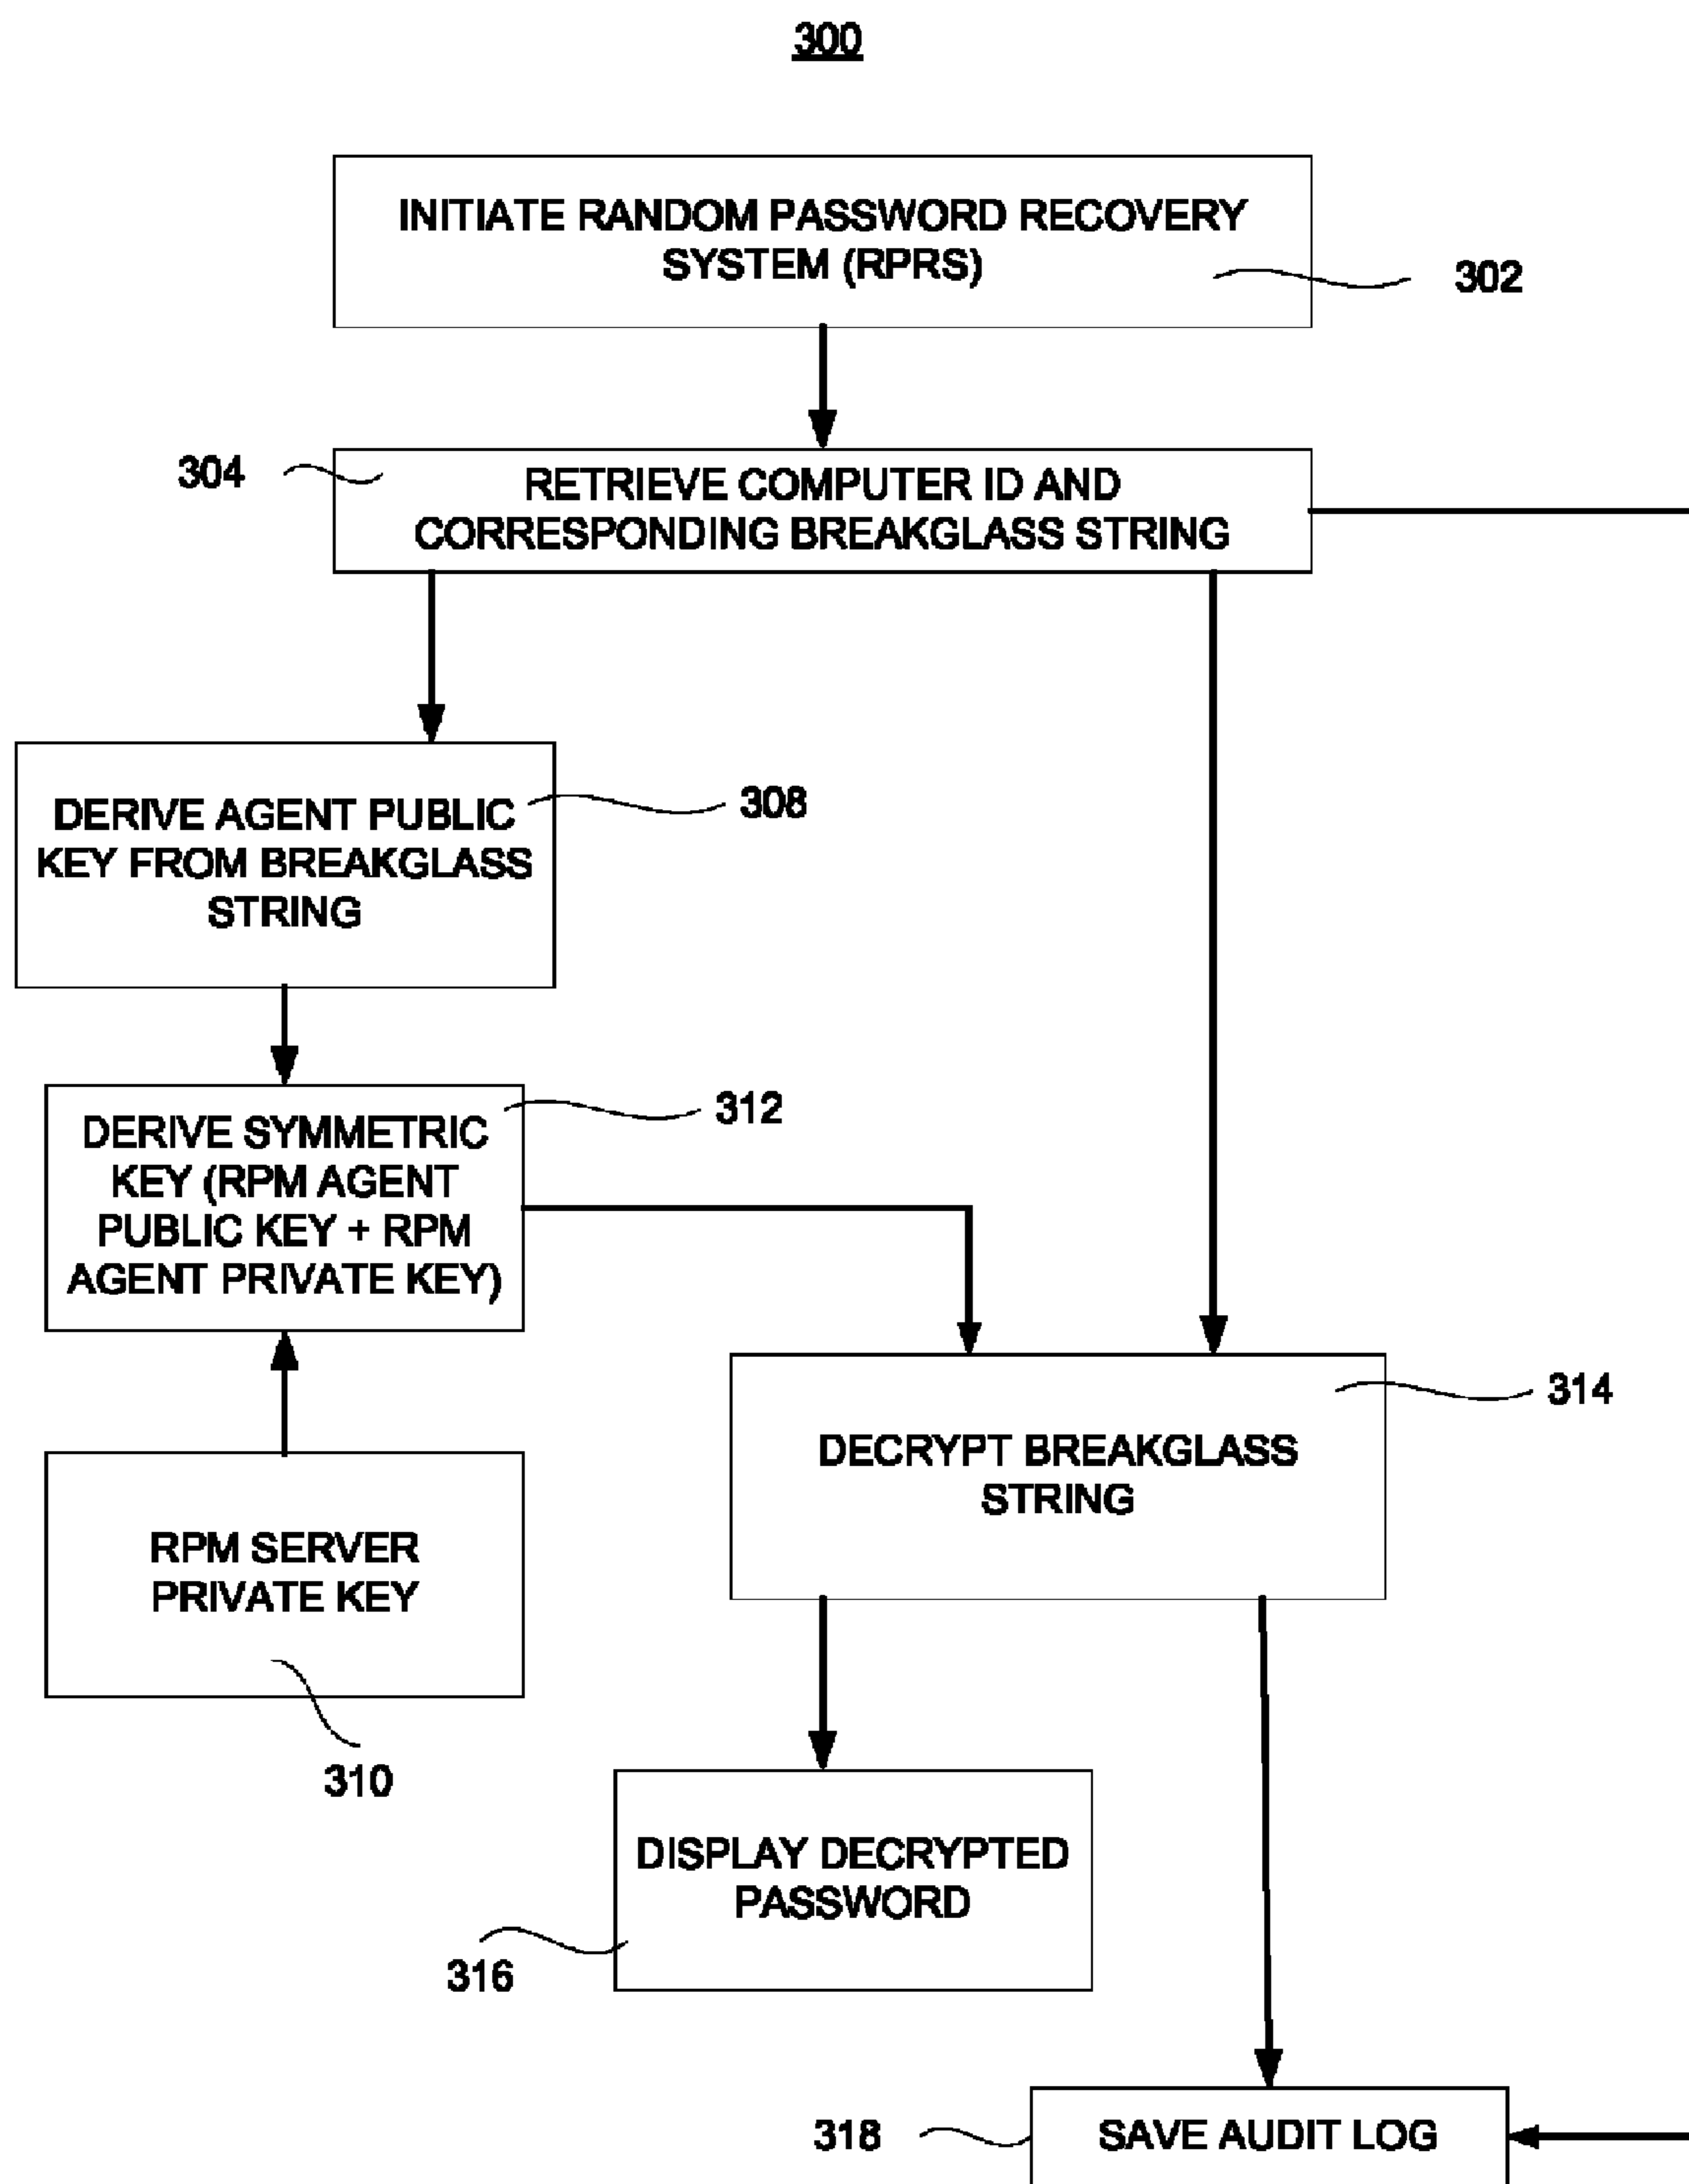 300
INITIATE RANDOM PASSWORD RECOVERY
SYSTEM (RPRS)
302
304
RETRIEVE COMPUTER ID AND
CORRESPONDING BREAKGLASS STRING
DERIVE AGENT PUBLIC
KEY FROM BREAKGLASS
STRING
308
DERIVE SYMMETRIC
KEY (RPM AGENT
PUBLIC KEY + RPM
AGENT PRIVATE KEY)
312
314
DECRYPT BREAKGLASS
STRING
RPM SERVER
PRIVATE KEY
310
DISPLAY DECRYPTED
PASSWORD
316
318
SAVE AUDIT LOG